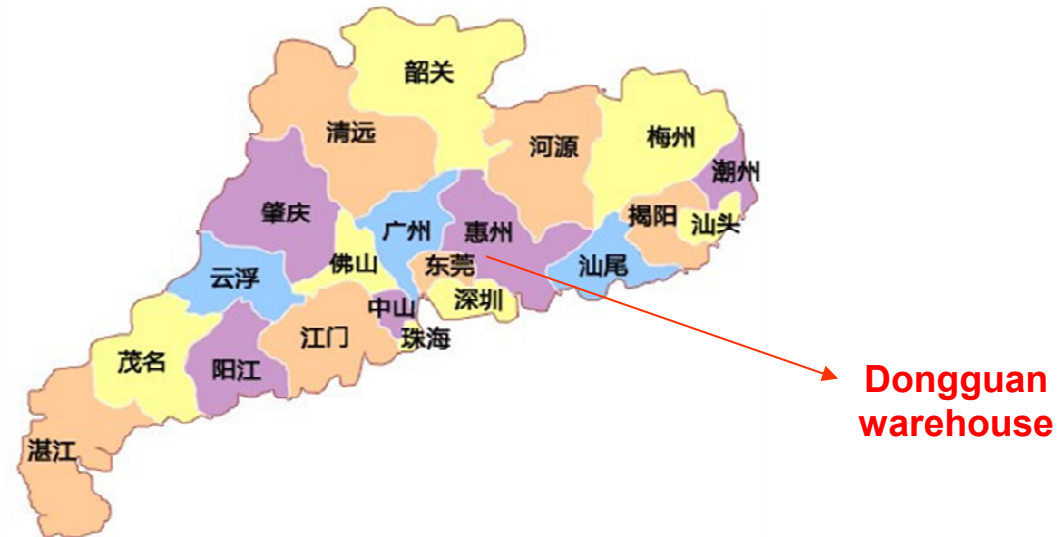 韶关
清远
河源
梅州
潮州
肇庆
广州
惠州
揭阳
汕头
云浮
佛山
东莞
汕尾
深圳
中山
江门
珠海
茂名
阳江
湛江
Dongguan
warehouse